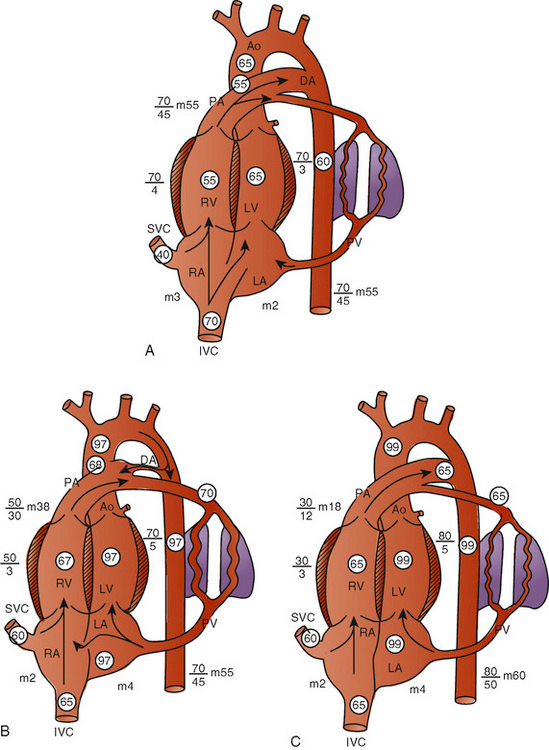 Ao
65
55
DA
PA
70/45 m55
70/3
60
70/4
55
65
RV
LV
SVC
40
PV
RA
LA
m3
m2
70/45 m55
70
A
IVC
97
68
DA
PA
70
50/30 m38
Ao
70/5
97
50/3
67
97
RV
LV
SVC
60
LA
PV
RA
97
m2
m4
70/45 m55
65
B
IVC
99
65
65
PA
30/12 m18
Ao
80/5
99
30/3
65
99
RV
LV
SVC
60
RA
PV
99
LA
m2
m4
80/50 m60
65
C
IVC